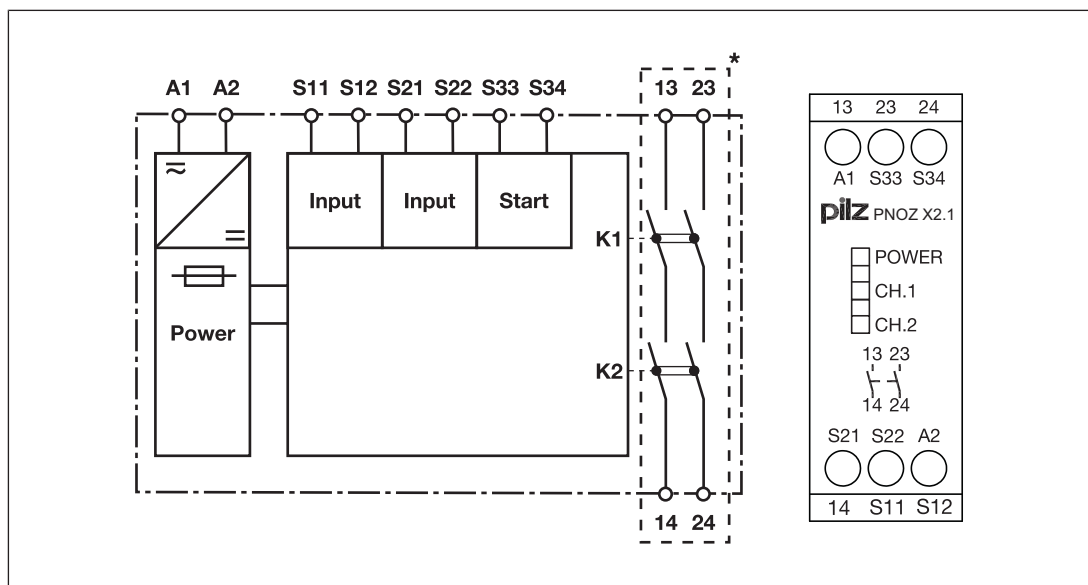 *
A1 A2 S11 S12 S21 S22 S33 S34 13 23
Input Input Start
K1
Power
K2
14 24
13 23 24
A1 S33 S34
pilz PNOZ X2.1
POWER
CH.1
CH.2
13 23
14 24
S21 S22 A2
14 S11 S12